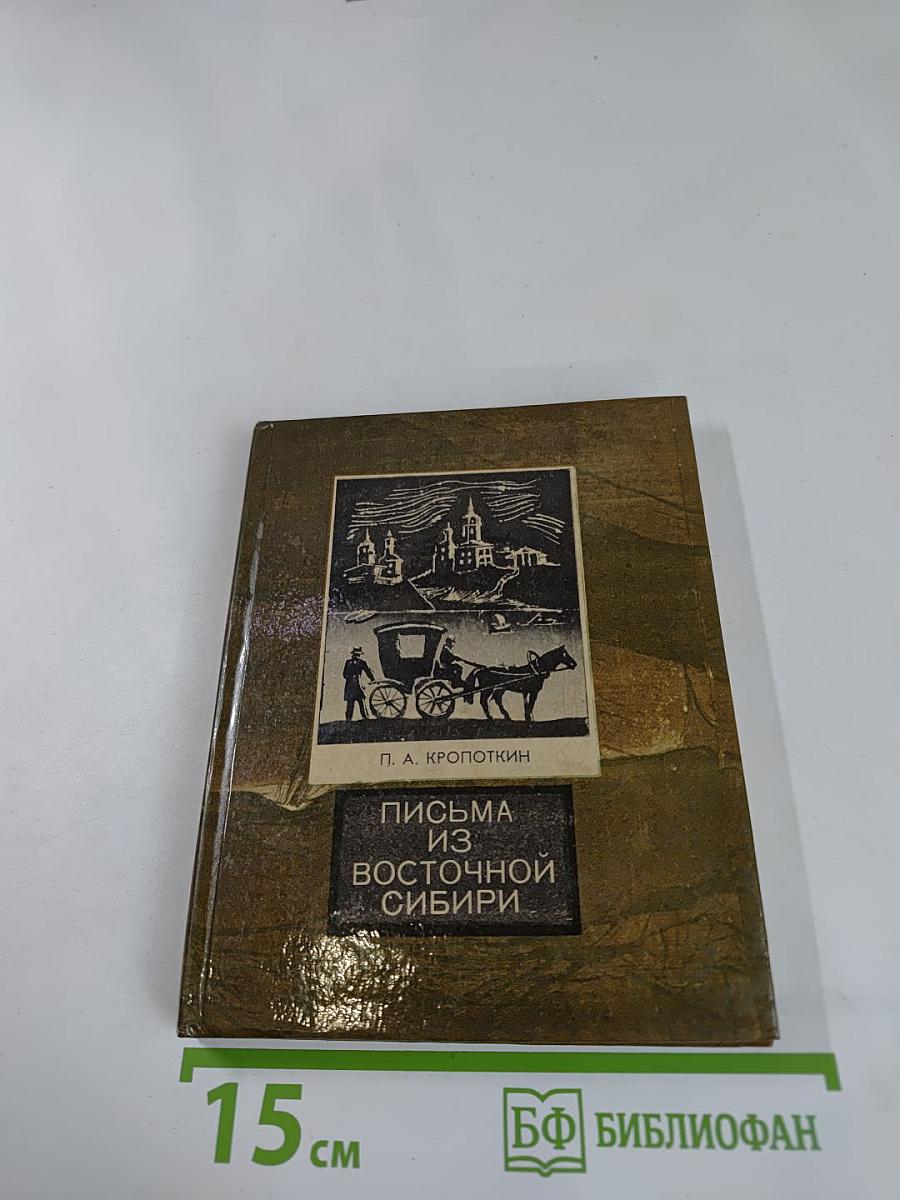 П. А. КРОПОТКИН
ПИСЬМА
ИЗ
ВОСТОЧНОЙ
СИБИРИ
15 см
БФ БИБЛИОФАН